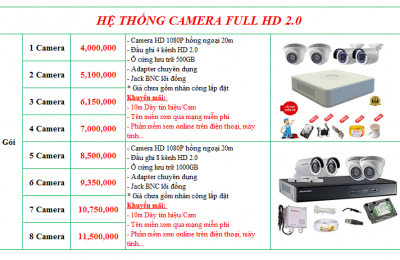 HỆ THỐNG CAMERA FULL HD 2.0
Gói
1 Camera 4,000,000
2 Camera 5,100,000
3 Camera 6,150,000
4 Camera 7,000,000
- Camera HD 1080P hồng ngoại 20m
- Đầu ghi 4 kênh HD 2.0
- Ổ cứng lưu trữ 500GB
- Adapter chuyên dụng
- Jack BNC lõi đồng
* Giá chưa gồm nhân công lắp đặt
Khuyến mãi:
- 10m Dây tín hiệu/Cam
- Tên miền xem qua mạng miễn phí
- Phần mềm xem online trên điện thoại, máy
tính...
5 Camera 8,500,000
6 Camera 9,350,000
7 Camera 10,750,000
8 Camera 11,500,000
- Camera HD 1080P hồng ngoại 20m
- Đầu ghi 8 kênh HD 2.0
- Ổ cứng lưu trữ 1000GB
- Adapter chuyên dụng
- Jack BNC lõi đồng
* Giá chưa gồm nhân công lắp đặt
Khuyến mãi:
- 10m Dây tín hiệu/Cam
- Tên miền xem qua mạng miễn phí
- Phần mềm xem online trên điện thoại, máy
tính...